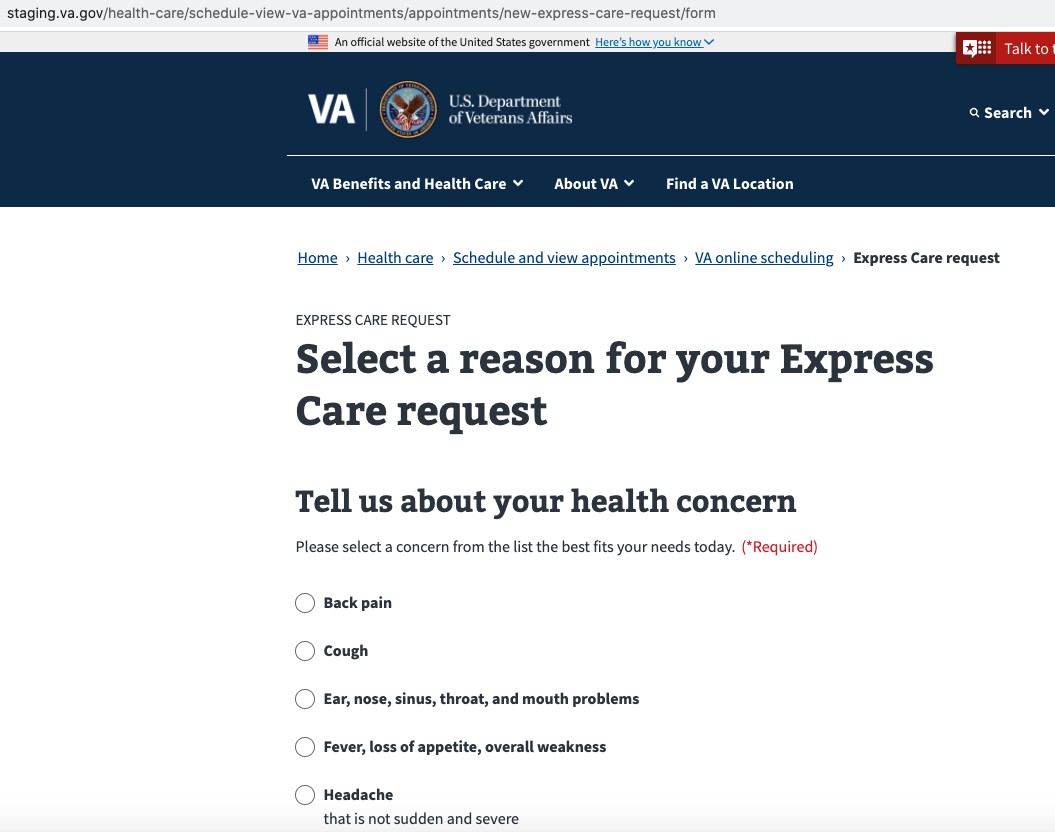 staging.va.gov/health-care/schedule-view-va-appointments/appointments/new-express-care-request/form
An official website of the United States government Here's how you know
Talk to t
VA
U.S. Department
of Veterans Affairs
Search
VA Benefits and Health Care About VA Find a VA Location
Home › Health care › Schedule and view appointments › VA online scheduling › Express Care request
EXPRESS CARE REQUEST
Select a reason for your Express
Care request
Tell us about your health concern
Please select a concern from the list the best fits your needs today. (*Required)
Back pain
Cough
Ear, nose, sinus, throat, and mouth problems
Fever, loss of appetite, overall weakness
Headache
that is not sudden and severe